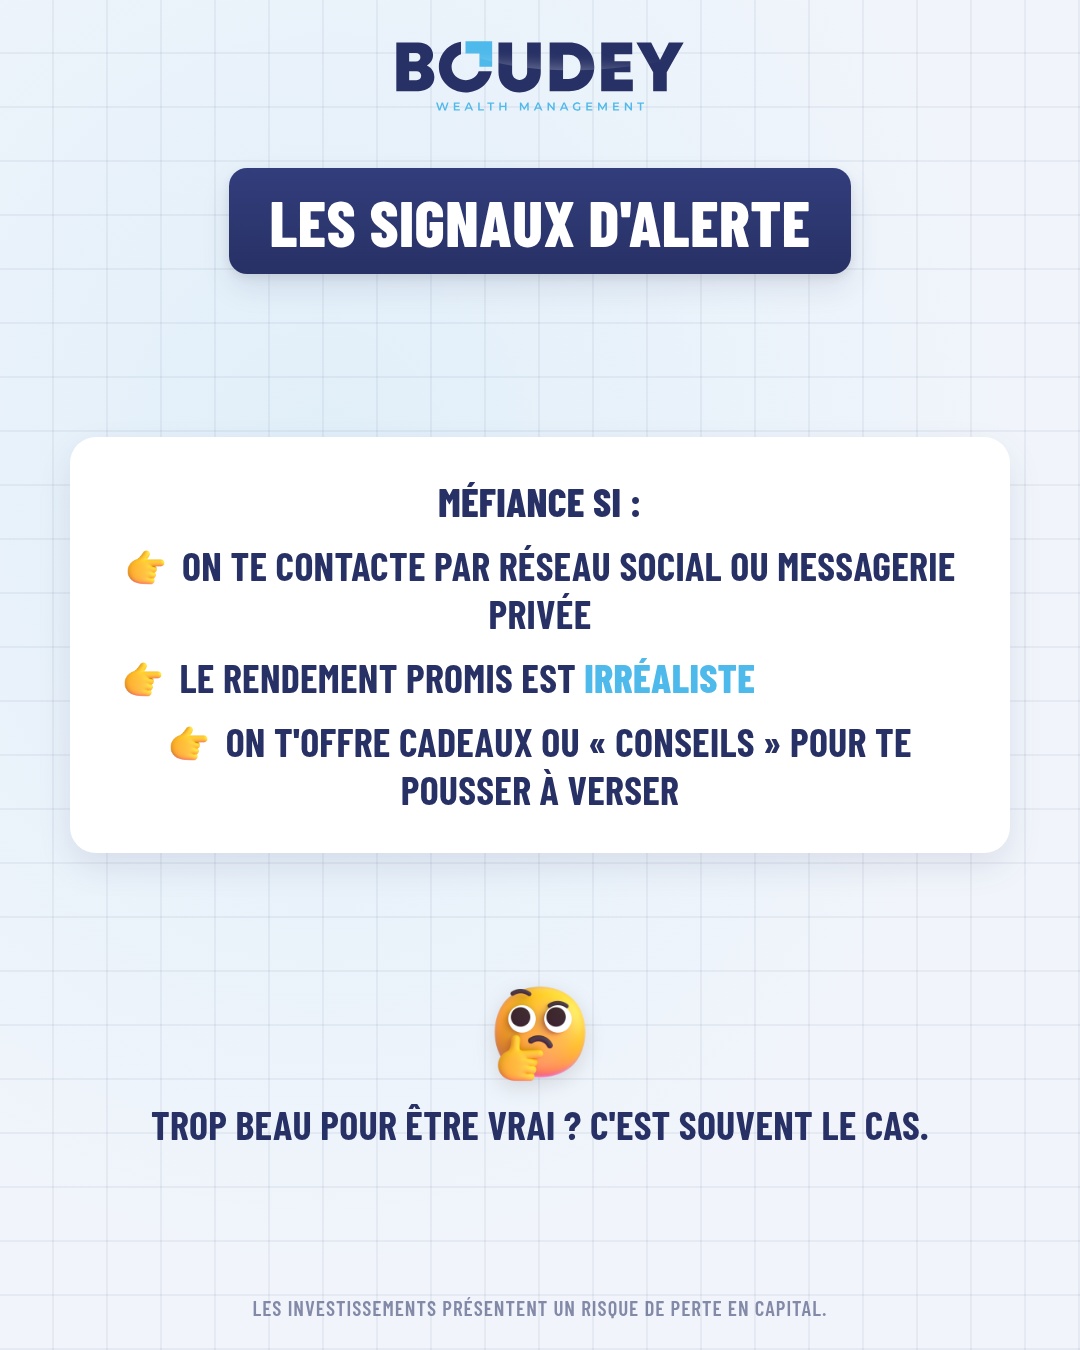 BOUDEY
WEALTH MANAGEMENT
LES SIGNAUX D'ALERTE
MÉFIANCE SI :
👉 ON TE CONTACTE PAR RÉSEAU SOCIAL OU MESSAGERIE
PRIVÉE
👉 LE RENDEMENT PROMIS EST IRRÉALISTE
👉 ON T'OFFRE CADEAUX OU « CONSEILS » POUR TE
POUSSER À VERSER
TROP BEAU POUR ÊTRE VRAI ? C'EST SOUVENT LE CAS.
LES INVESTISSEMENTS PRÉSENTENT UN RISQUE DE PERTE EN CAPITAL.